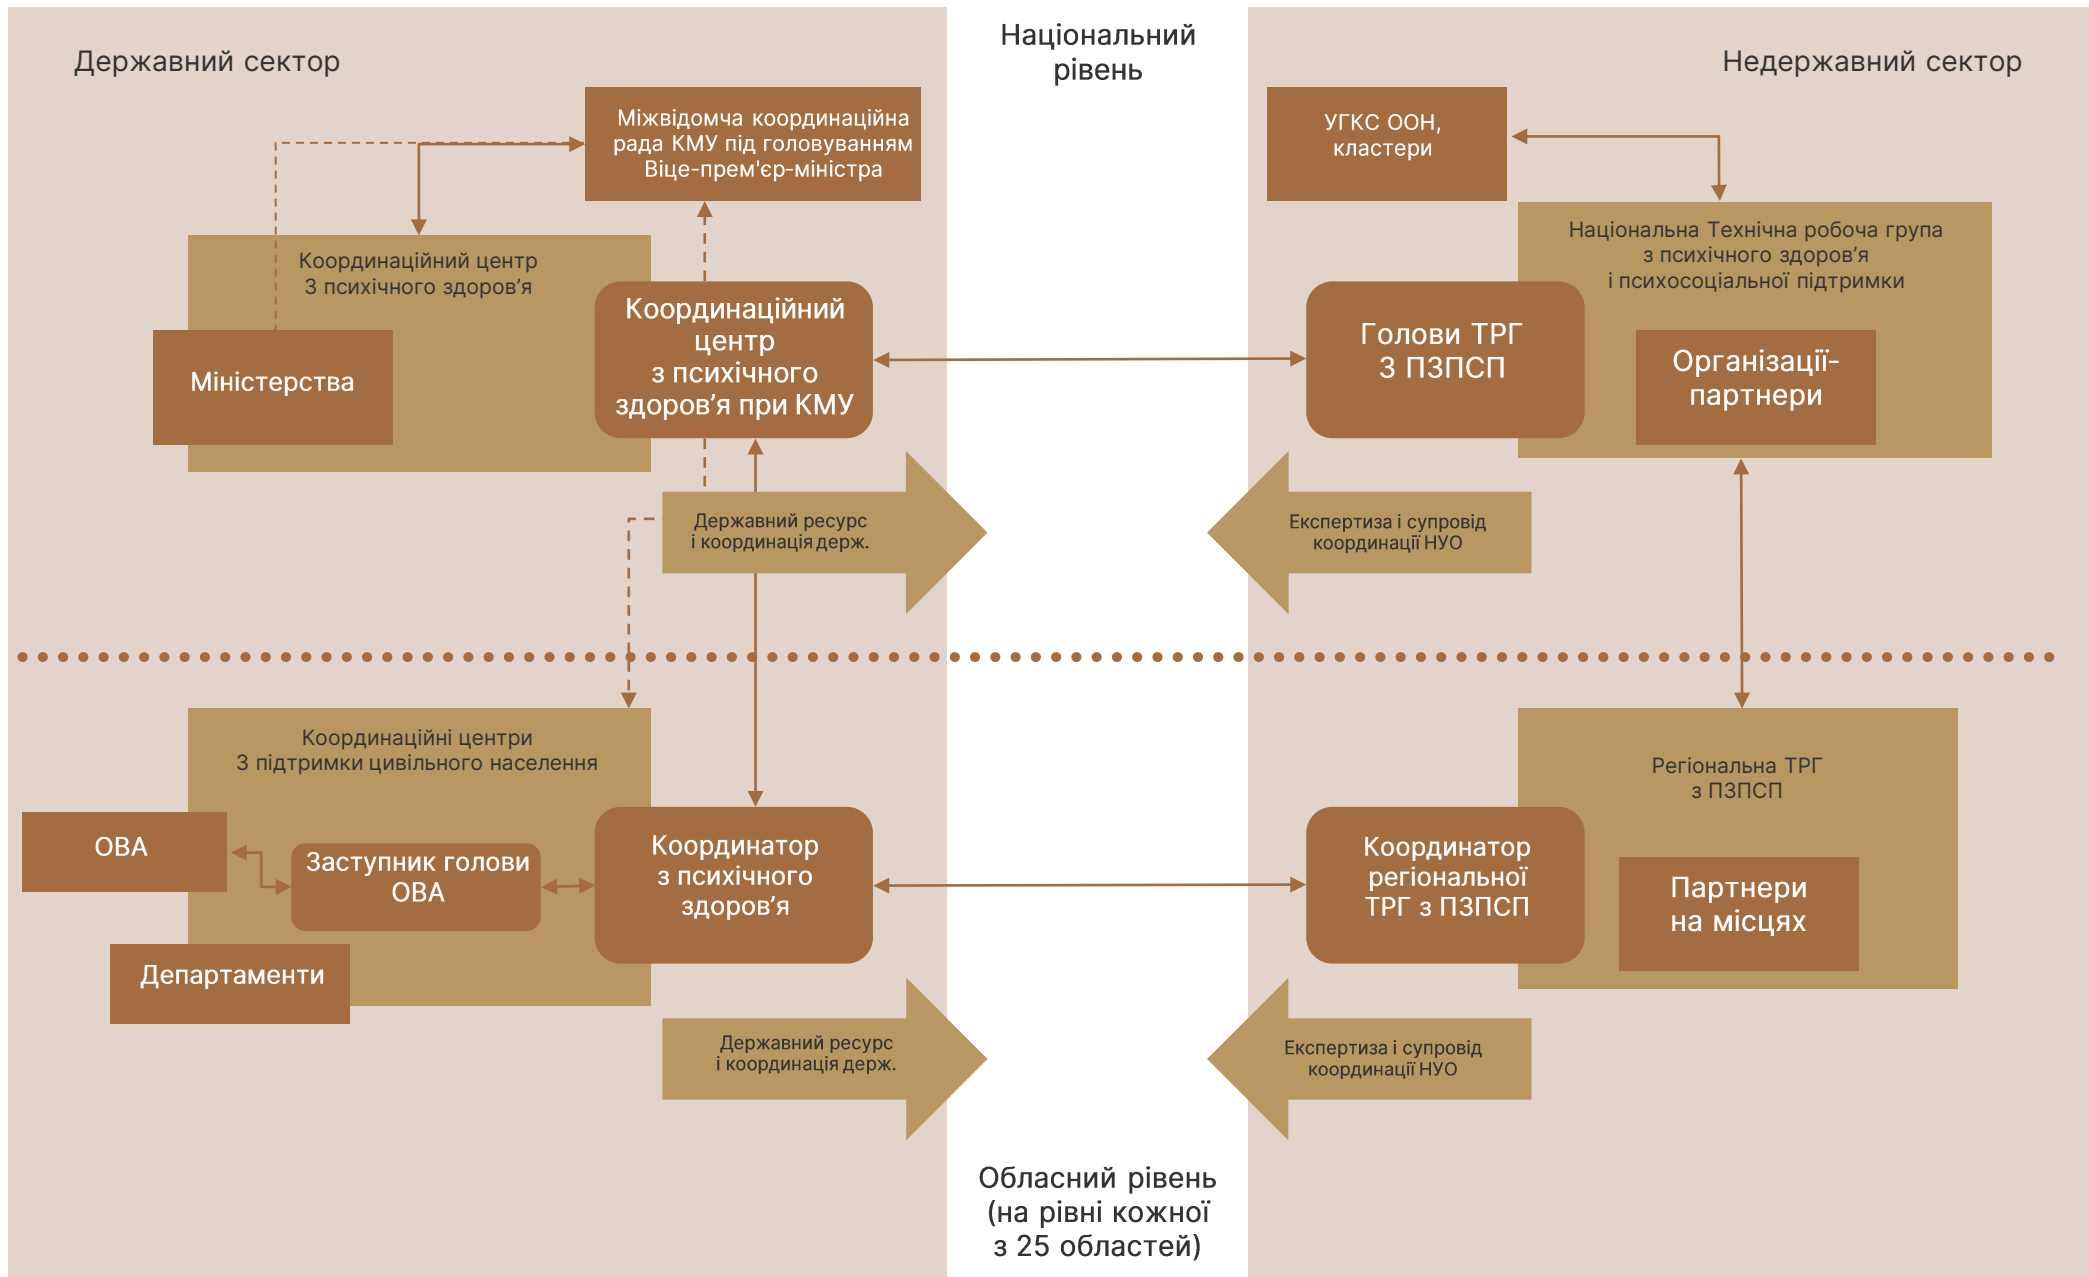 Державний сектор
Національний
рівень
Недержавний сектор
Міжвідомча координаційна
рада КМУ під головуванням
Віце-прем'єр-міністра
УГКС ООН,
кластери
Координаційний центр
З психічного здоров’я
Національна Технічна робоча група
з психічного здоров’я
і психосоціальної підтримки
Міністерства
Координаційний
центр
з психічного
здоров’я при КМУ
Голови ТРГ
З ПЗПСП
Організації-
партнери
Державний ресурс
і координація держ.
Експертиза і супровід
координації НУО
Координаційні центри
З підтримки цивільного населення
Регіональна ТРГ
з ПЗПСП
ОВА
Заступник голови
ОВА
Департаменти
Координатор
з психічного
здоров’я
Координатор
регіональної
ТРГ з ПЗПСП
Партнери
на місцях
Державний ресурс
і координація держ.
Експертиза і супровід
координації НУО
Обласний рівень
(на рівні кожної
з 25 областей)